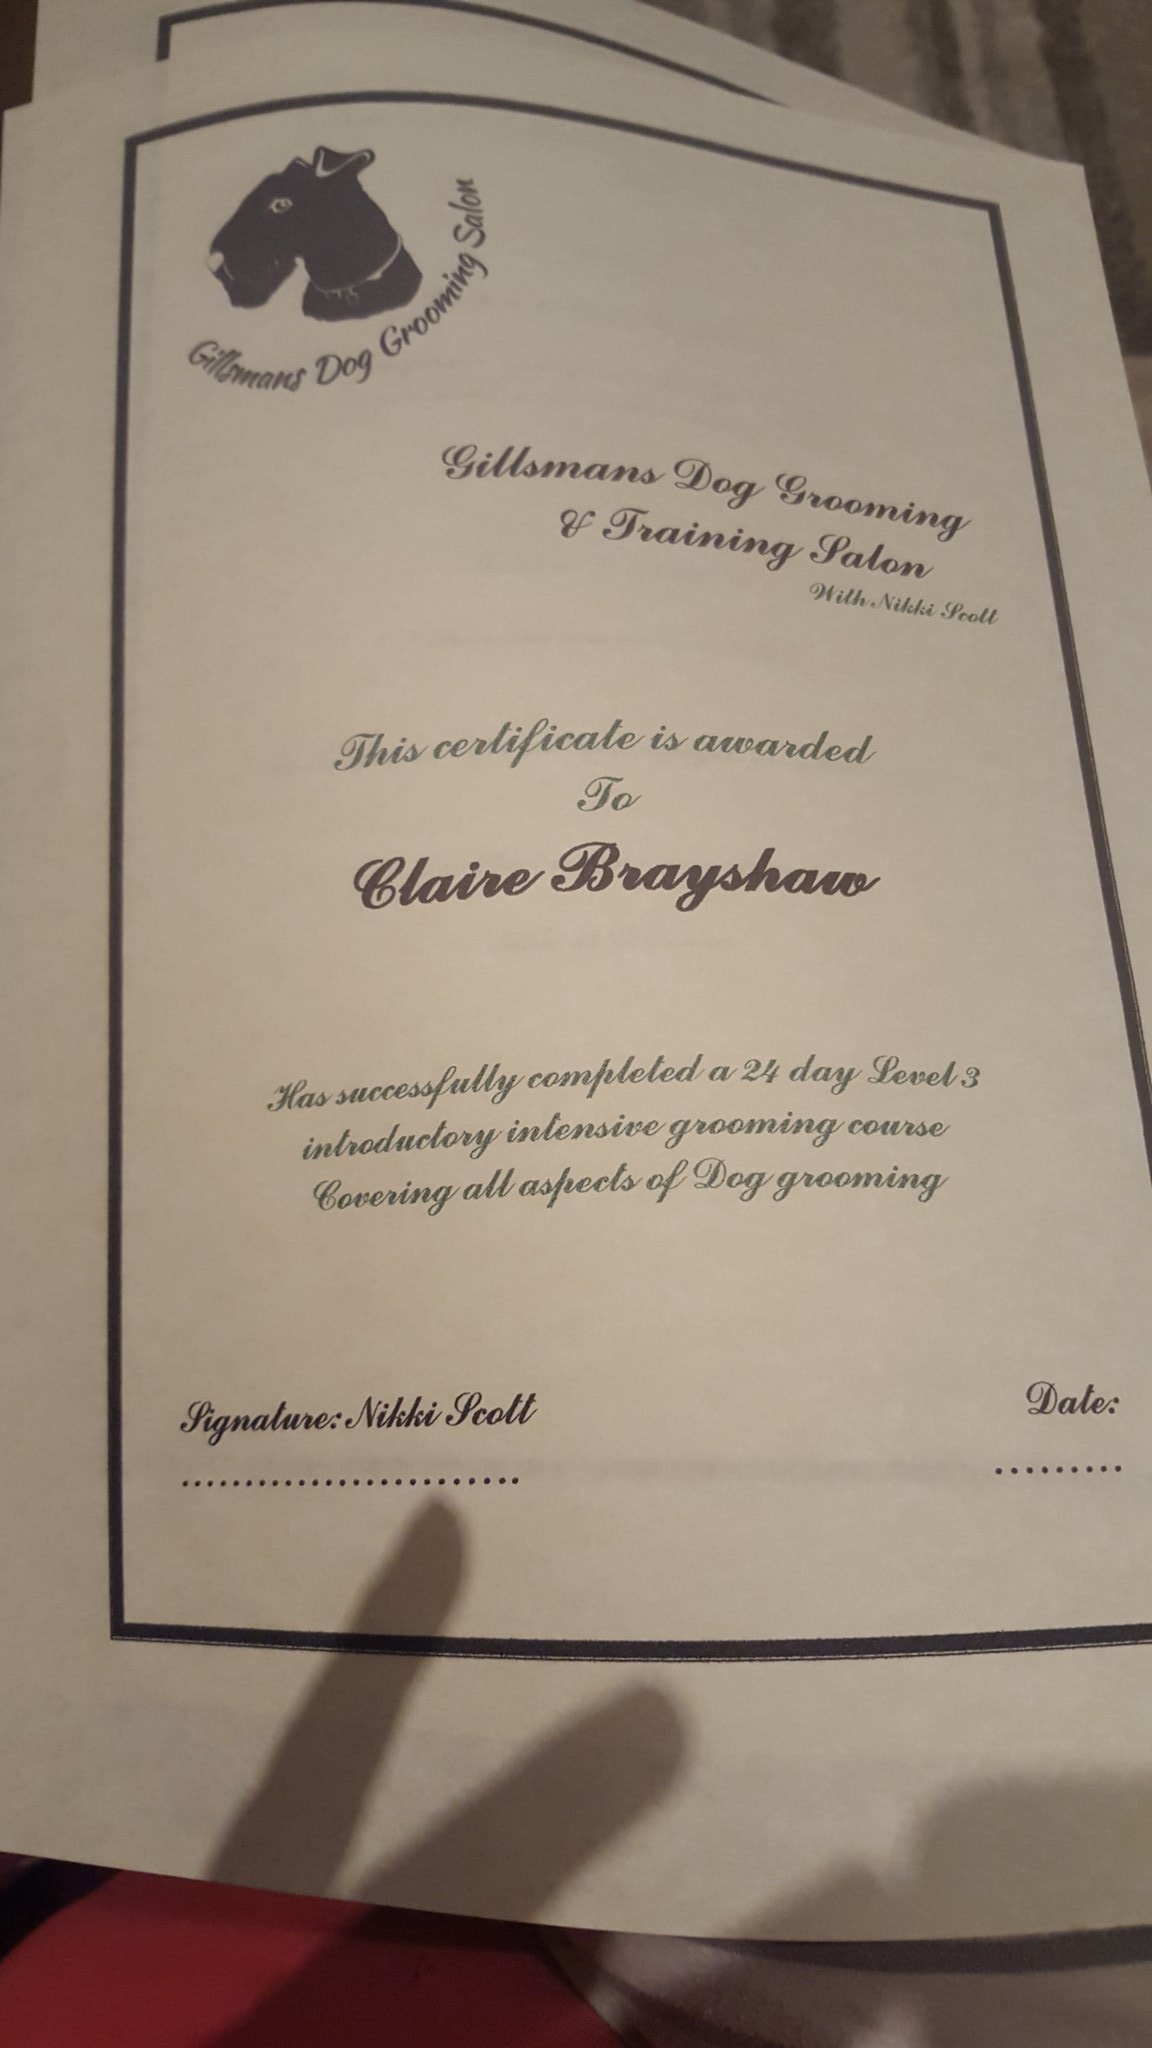 Gillsmans Dog Grooming Salon
Gillsmans Dog Grooming
& Training Salon
With Nikki Scott
This certificate is awarded
To
Claire Brayshaw
Has successfully completed a 24 day Level 3
introductory intensive grooming course
Covering all aspects of Dog grooming
Signature: Nikki Scott
Date: